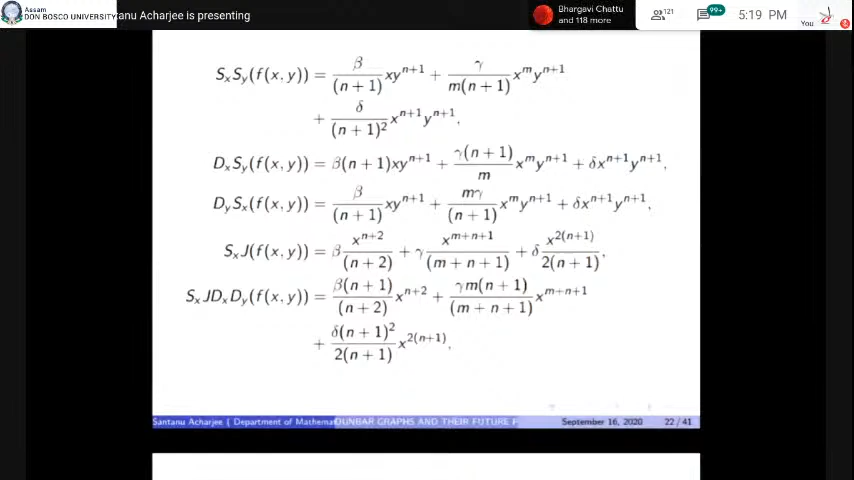 Assam
DON BOSCO UNIVERSITY
ntanu Acharjee is presenting
Bhargavi Chattu
and 118 more
121
99+
5:19 PM
You
S_xS_y(f(x, y)) = β/(n + 1) xy^{n+1} + γ/m(n + 1) x^m y^{n+1}
+ δ/(n + 1)^2 x^{n+1}y^{n+1},
D_xS_y(f(x, y)) = β(n + 1)xy^{n+1} + γ(n + 1)/m x^m y^{n+1} + δx^{n+1}y^{n+1},
D_yS_x(f(x, y)) = β/(n + 1) xy^{n+1} + mγ/(n + 1) x^m y^{n+1} + δx^{n+1}y^{n+1},
S_xJ(f(x, y)) = β x^{n+2}/(n + 2) + γ x^{m+n+1}/(m + n + 1) + δ x^{2(n+1)}/2(n + 1),
S_xJD_xD_y(f(x, y)) = β(n + 1)/(n + 2) x^{n+2} + γm(n + 1)/(m + n + 1) x^{m+n+1}
+ δ(n + 1)^2/2(n + 1) x^{2(n+1)},
Santanu Acharjee ( Department of Mathemat DUNBAR GRAPHS AND THEIR FUTURE P September 16, 2020 22 / 41